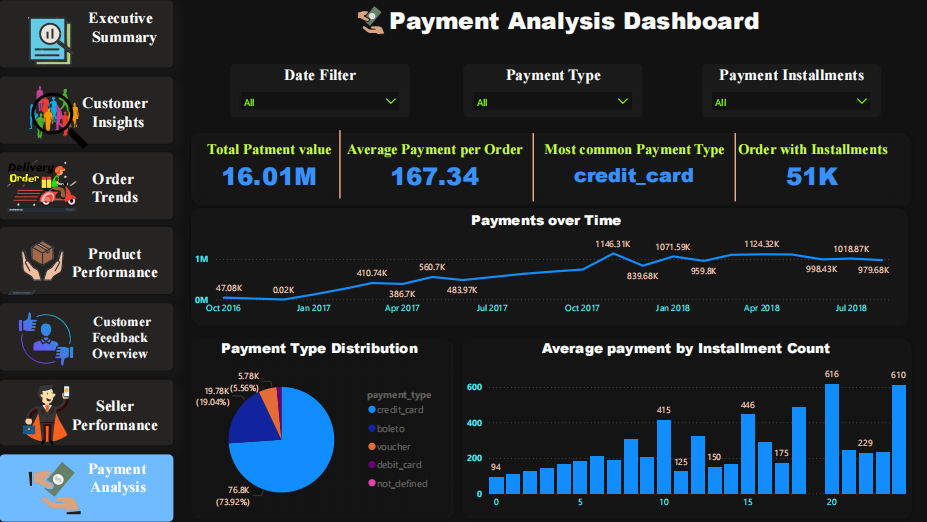 Executive
Summary
Customer
Insights
Delivery
Order
Order
Trends
Product
Performance
Customer
Feedback
Overview
Seller
Performance
Payment
Analysis
Payment Analysis Dashboard
Date Filter
All
Payment Type
All
Payment Installments
All
Total Patment value
16.01M
Average Payment per Order
167.34
Most common Payment Type
credit_card
Order with Installments
51K
Payments over Time
1M
0M
47.08K
0.02K
410.74K
386.7K
560.7K
483.97K
1146.31K
839.68K
1071.59K
959.8K
1124.32K
998.43K
1018.87K
979.68K
Oct 2016
Jan 2017
Apr 2017
Jul 2017
Oct 2017
Jan 2018
Apr 2018
Jul 2018
Payment Type Distribution
5.78K
(5.56%)
19.78K
(19.04%)
76.8K
(73.92%)
payment_type
credit_card
boleto
voucher
debit_card
not_defined
Average payment by Installment Count
600
400
200
0
94
415
125
150
446
175
616
229
610
0
5
10
15
20